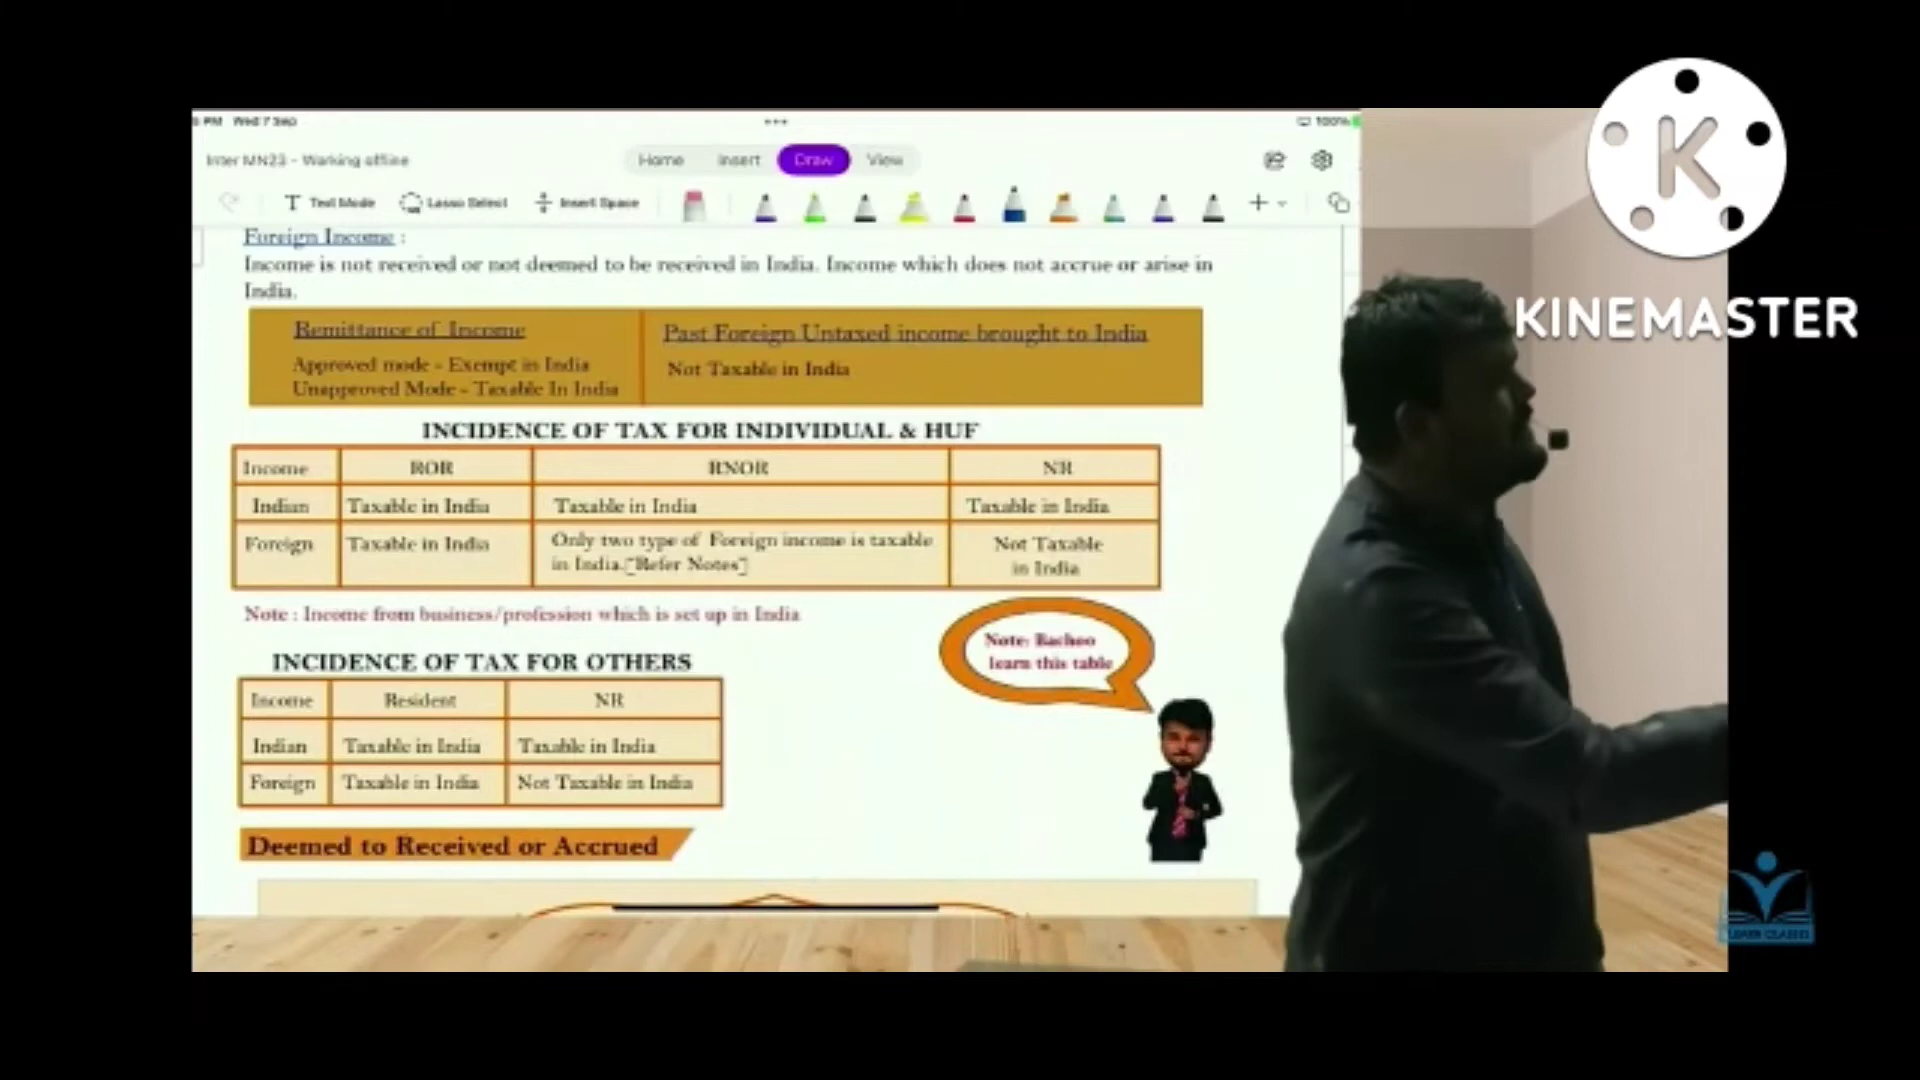 5 PM Wed 7 Sep
100%
Inter MN23 - Working offline
Home Insert Draw View
Text Mode Lasso Select Insert Space
Foreign Income :
Income is not received or not deemed to be received in India. Income which does not accrue or arise in
India.
Remittance of Income
Approved mode - Exempt in India
Unapproved Mode - Taxable In India
Past Foreign Untaxed income brought to India
Not Taxable in India
INCIDENCE OF TAX FOR INDIVIDUAL & HUF
Income ROR RNOR NR
Indian Taxable in India Taxable in India Taxable in India
Foreign Taxable in India Only two type of Foreign income is taxable in India.[Refer Notes] Not Taxable in India
Note : Income from business/profession which is set up in India
Note: Bachoo
learn this table
INCIDENCE OF TAX FOR OTHERS
Income Resident NR
Indian Taxable in India Taxable in India
Foreign Taxable in India Not Taxable in India
Deemed to Received or Accrued
K
KINEMASTER
CLASSES